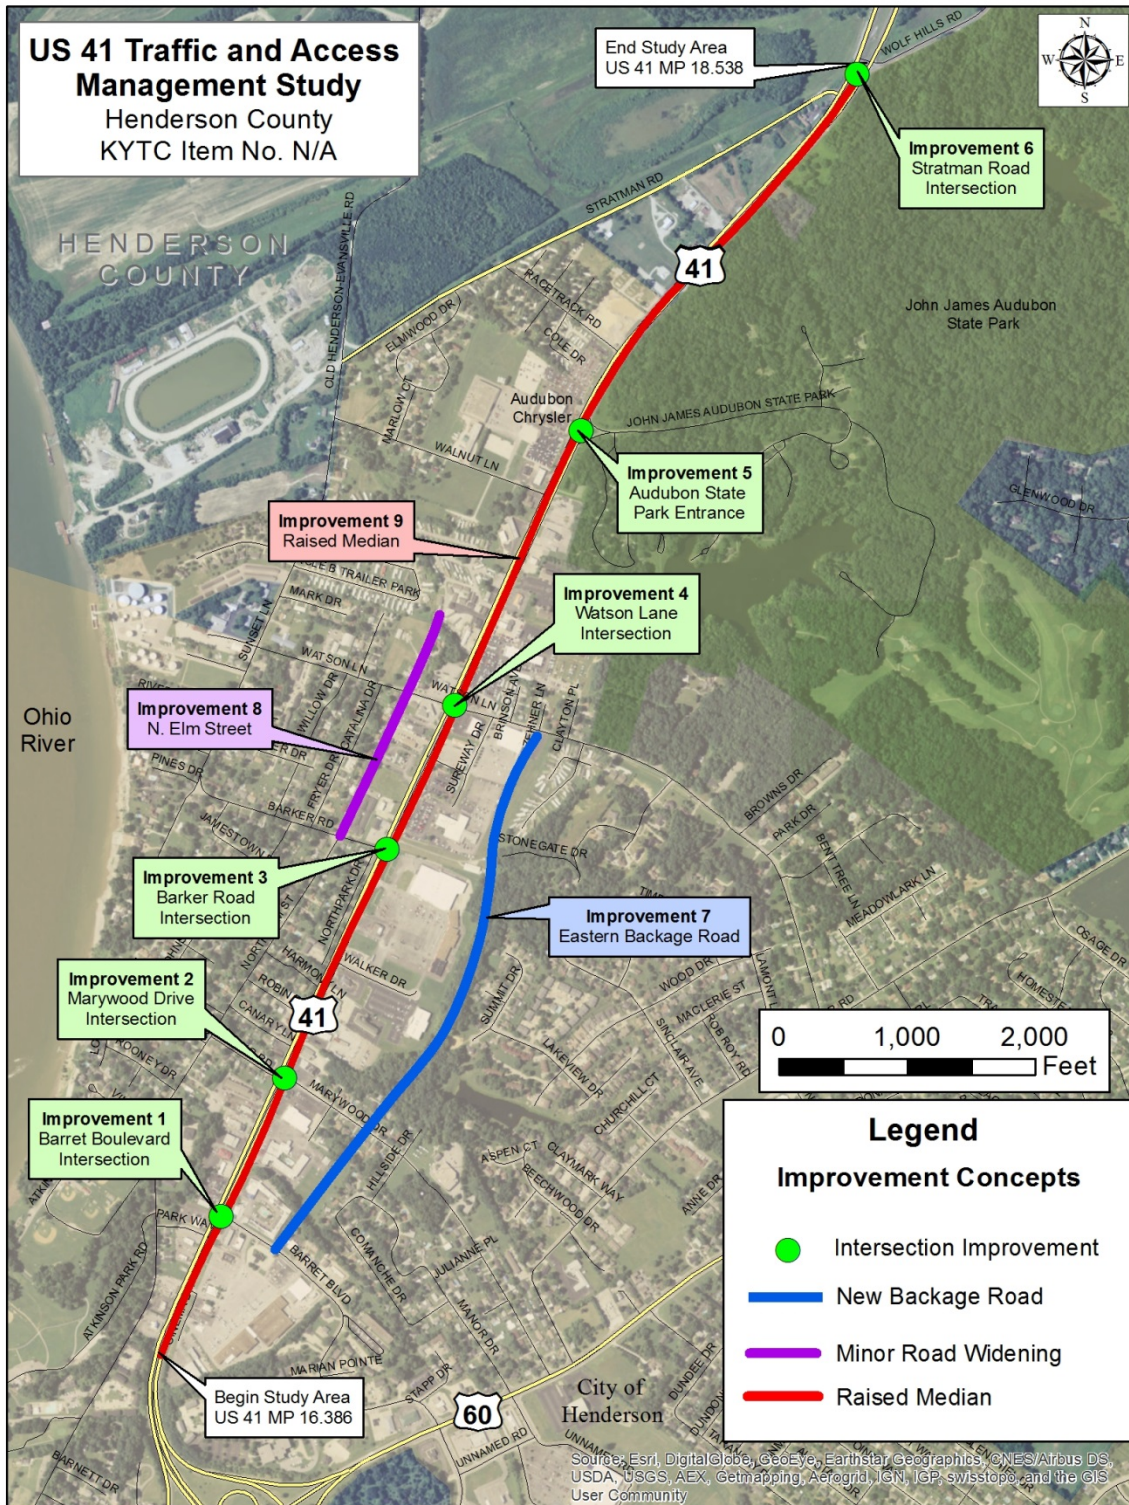 US 41 Traffic and Access
Management Study
Henderson County
KYTC Item No. N/A
End Study Area
US 41 MP 18.538
WOLF HILLS RD
N
W
E
S
Improvement 6
Stratman Road
Intersection
STRATMAN RD
HENDERSON
COUNTY
OLD HENDERSON-EVANSVILLE RD
41
RACETRACK RD
COLE DR
ELMWOOD DR
MARLOW CT
John James Audubon
State Park
Audubon
Chrysler
JOHN JAMES AUDUBON STATE PARK
WALNUT LN
Improvement 5
Audubon State
Park Entrance
GLENWOOD DR
Improvement 9
Raised Median
B TRAILER PARK
MARK DR
SUNSET LN
Improvement 4
Watson Lane
Intersection
WATSON LN
WATSON LN
WILLOW DR
CATALINA DR
BRINSON AVE
ZEHNER LN
CLAYTON PL
Improvement 8
N. Elm Street
Ohio
River
SUREWAY DR
FRYER DR
PINES DR
BARKER RD
JAMESTOWN
BROWNS DR
PARK DR
BENT TREE LN
MEADOWLARK LN
STONEGATE DR
Improvement 3
Barker Road
Intersection
NORTHPARK DR
Improvement 7
Eastern Backage Road
OSAGE DR
WALKER DR
HARMONY LN
ROBIN
CANARY LN
SUMMIT DR
WOOD DR
MACLERIE ST
LAMONT L
SINCLAIR AVE
ROB ROY RD
Improvement 2
Marywood Drive
Intersection
41
ROONEY DR
MARYWOOD DR
LAKEVIEW DR
CHURCHILL CT
0 1,000 2,000
Feet
Improvement 1
Barret Boulevard
Intersection
HILLSIDE DR
ASPEN CT
CLAYMARK WAY
BEECHWOOD DR
ANNE DR
PARK WA
ATKINSON PARK RD
BARRET BLVD
COMANCHE DR
JULIANNE PL
MANOR DR
MARIAN POINTE
STAPP DR
Begin Study Area
US 41 MP 16.386
60
City of
Henderson
UNNAMED RD
DUNDEE DR
BARNETT DR
Legend
Improvement Concepts
Intersection Improvement
New Backage Road
Minor Road Widening
Raised Median
Source: Esri, DigitalGlobe, GeoEye, Earthstar Geographics, CNES/Airbus DS,
USDA, USGS, AEX, Getmapping, Aerogrid, IGN, IGP, swisstopo, and the GIS
User Community